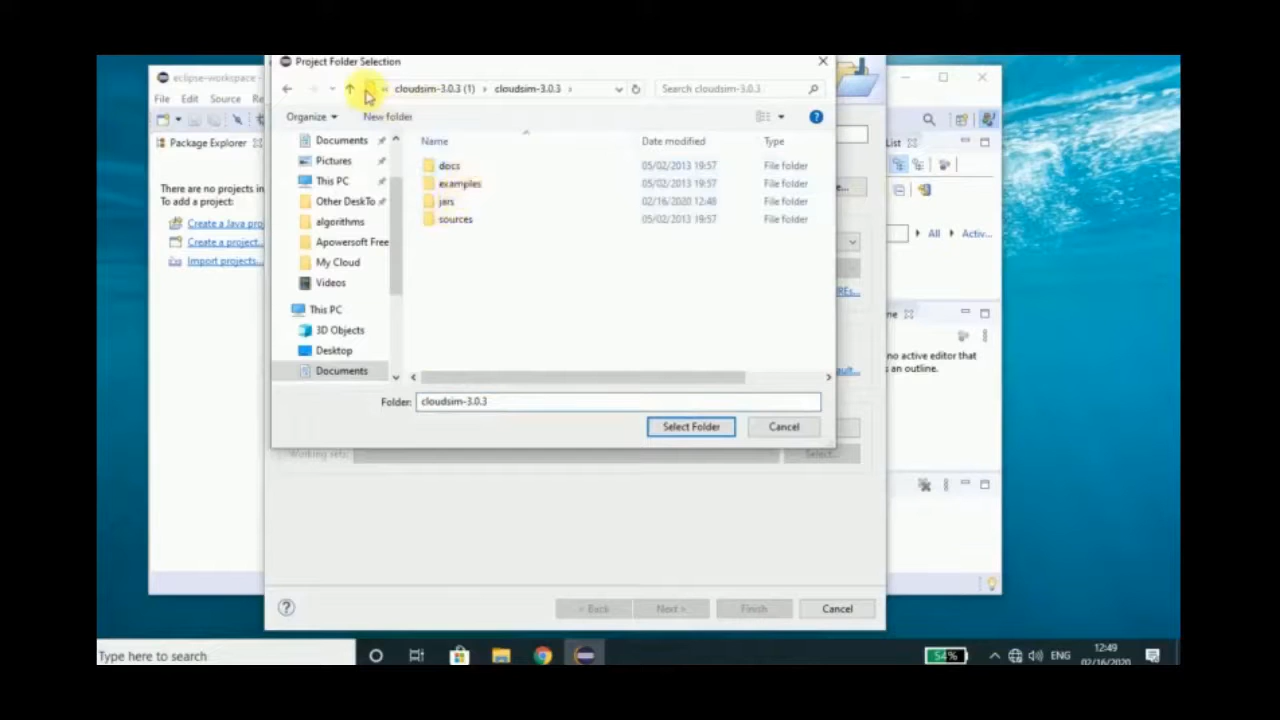 Project Folder Selection
eclipse-workspace -
« cloudsim-3.0.3 (1) › cloudsim-3.0.3 ›
Search cloudsim-3.0.3
File Edit Source
Organize
New folder
Package Explorer
Name
Date modified
Type
List
docs 05/02/2013 19:57 File folder
examples 05/02/2013 19:57 File folder
jars 02/16/2020 12:48 File folder
sources 05/02/2013 19:57 File folder
There are no projects in
To add a project:
Create a Java pro
Create a project...
Import projects...
Documents
Pictures
This PC
Other DeskTo
algorithms
Apowersoft Free
My Cloud
Videos
This PC
3D Objects
Desktop
Documents
All
Activ...
no active editor that
an outline.
Folder: cloudsim-3.0.3
Select Folder
Cancel
Working sets:
Select...
< Back
Next >
Finish
Cancel
Type here to search
54%
ENG
12:49
02/16/2020